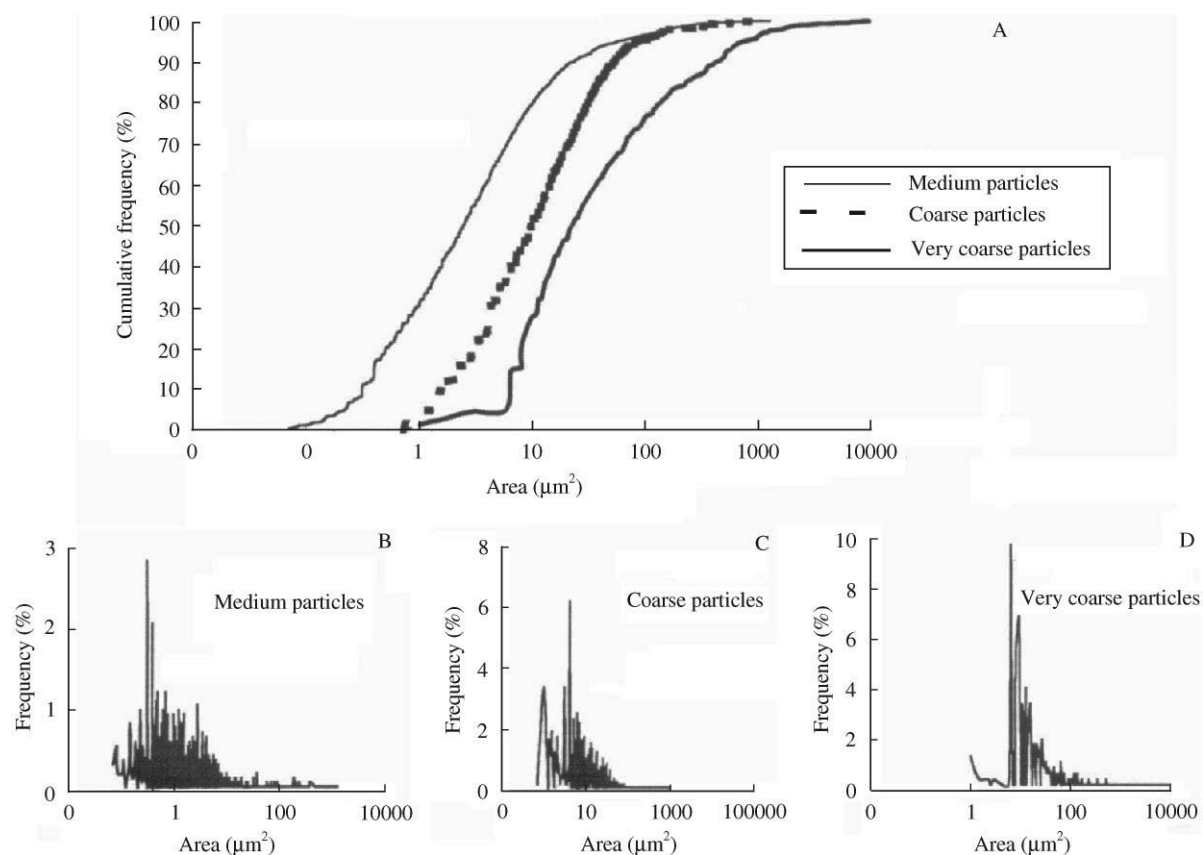 A
100
90
80
70
60
50
40
30
20
10
0
Cumulative frequency (%)
0 0 1 10 100 1000 10000
Area (μm²)
Medium particles
Coarse particles
Very coarse particles
B
3
2
1
0
Frequency (%)
Medium particles
0 1 100 10000
Area (μm²)
C
8
6
4
2
0
Frequency (%)
Coarse particles
0 10 1000 100000
Area (μm²)
D
10
8
6
4
2
0
Frequency (%)
Very coarse particles
0 1 100 10000
Area (μm²)